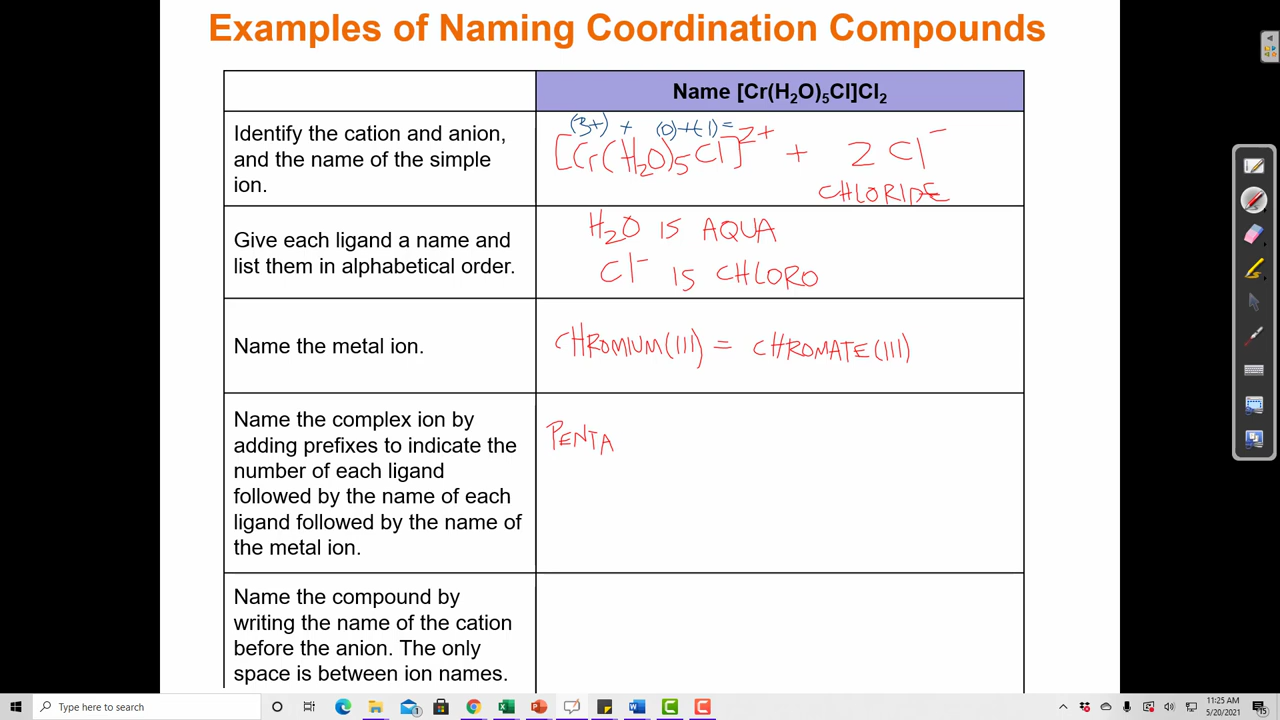 Examples of Naming Coordination Compounds
Name [Cr(H₂O)₅Cl]Cl₂
Identify the cation and anion,
and the name of the simple
ion.
(3+) + (0)+(-1)=
[Cr(H₂O)₅Cl]²⁺ + 2Cl⁻
CHLORIDE
Give each ligand a name and
list them in alphabetical order.
H₂O IS AQUA
Cl⁻ IS CHLORO
Name the metal ion.
CHROMIUM(III) = CHROMATE(III)
Name the complex ion by
adding prefixes to indicate the
number of each ligand
followed by the name of each
ligand followed by the name of
the metal ion.
PENTA
Name the compound by
writing the name of the cation
before the anion. The only
space is between ion names.
Type here to search
11:25 AM
5/20/2021